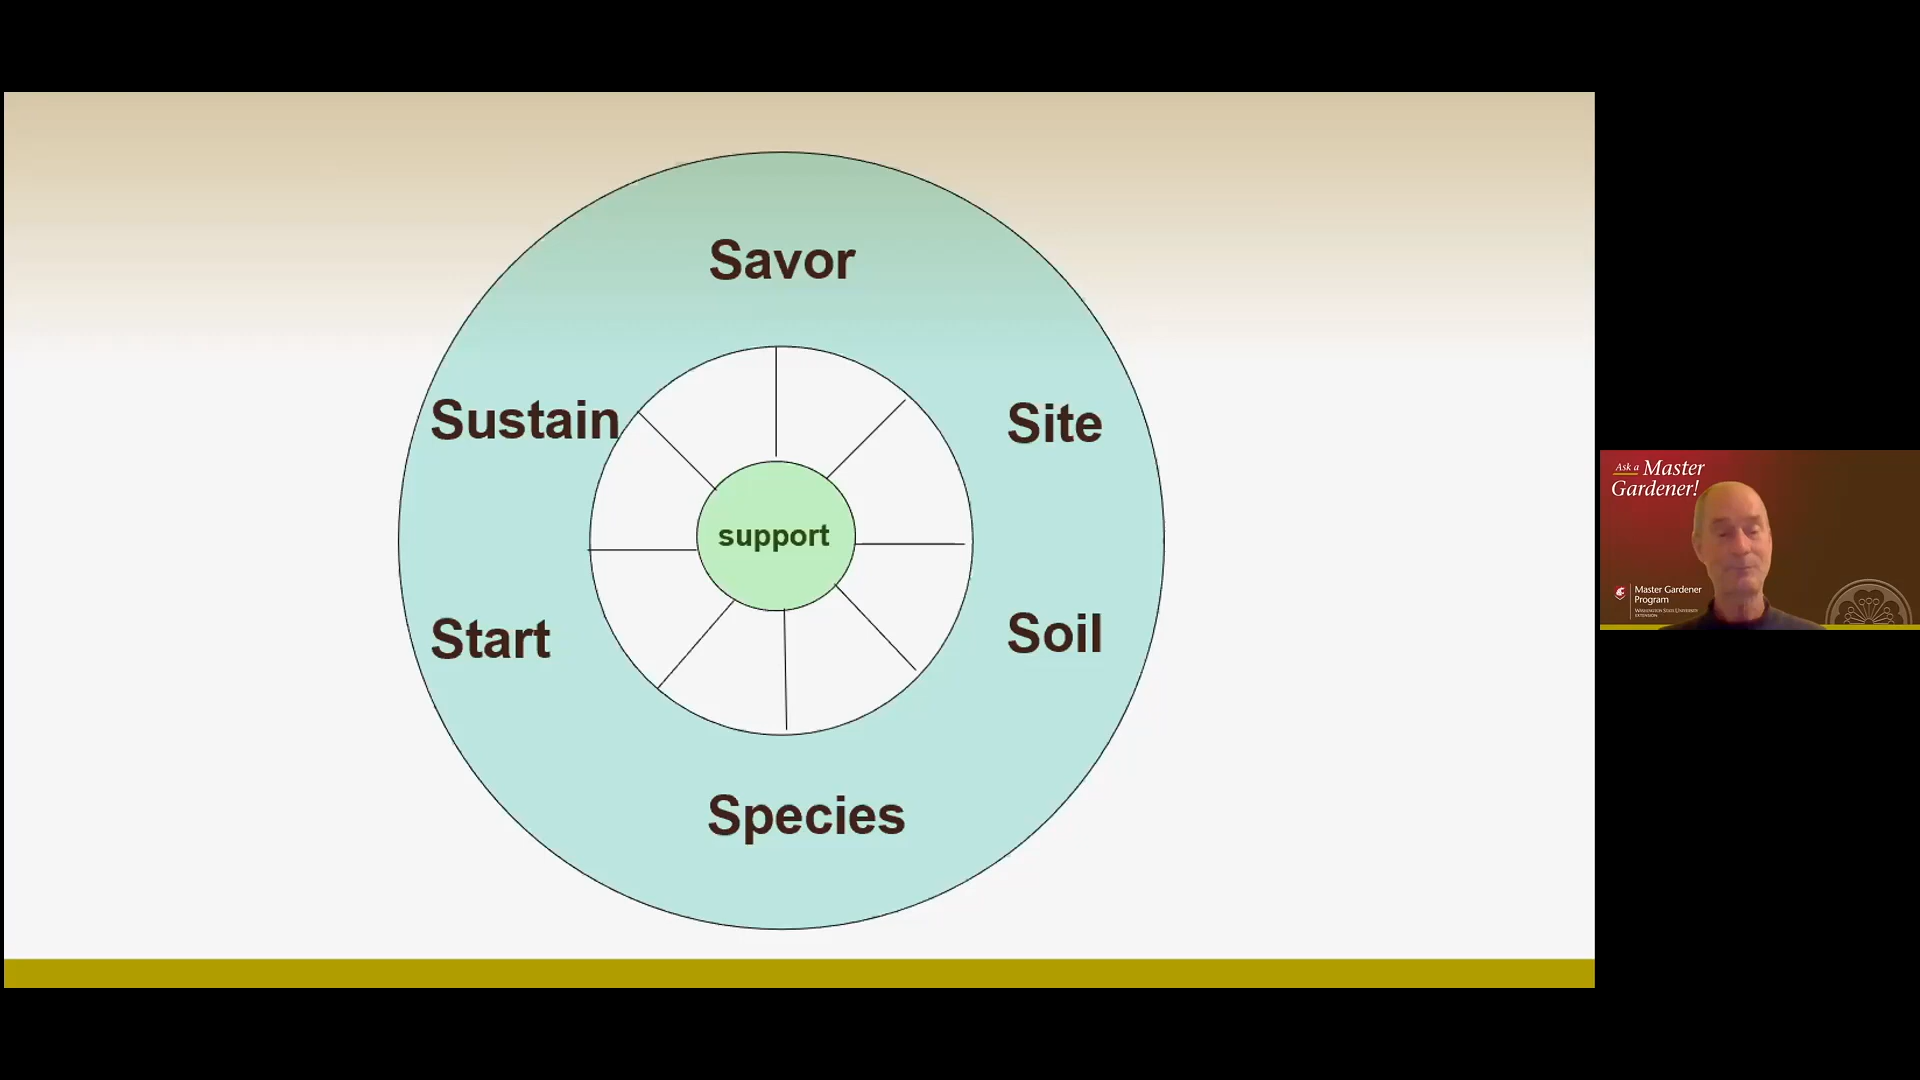 Savor
Sustain
Site
support
Start
Soil
Species
Ask a Master
Gardener!
Master Gardener
Program
WASHINGTON STATE UNIVERSITY
EXTENSION